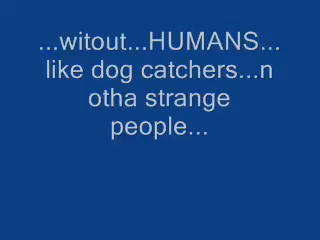 ...witout...HUMANS...
like dog catchers...n
otha strange
people...